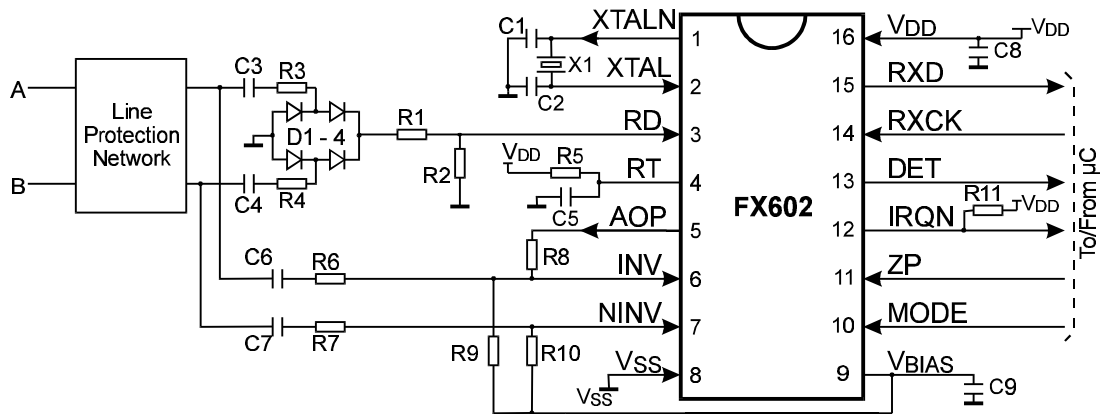 C1
XTALN
1
16
VDD
VDD
C8
X1
XTAL
2
15
RXD
C2
A
C3
R3
Line
Protection
Network
D1 - 4
R1
RD
3
14
RXCK
R2
VDD
R5
RT
4
13
DET
B
C4
R4
C5
FX602
R11
VDD
AOP
5
12
IRQN
To/From µC
R8
C6
R6
INV
6
11
ZP
C7
R7
NINV
7
10
MODE
R9
R10
VSS
VSS
8
9
VBIAS
C9